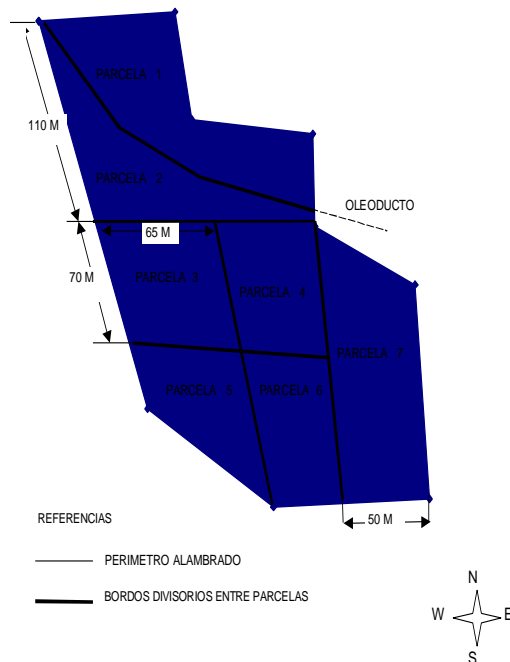 PARCELA 1
110 M
PARCELA 2
OLEODUCTO
65 M
70 M
PARCELA 3
PARCELA 4
PARCELA 7
PARCELA 5
PARCELA 6
50 M
REFERENCIAS
PERIMETRO ALAMBRADO
BORDOS DIVISORIOS ENTRE PARCELAS
N
W
E
S